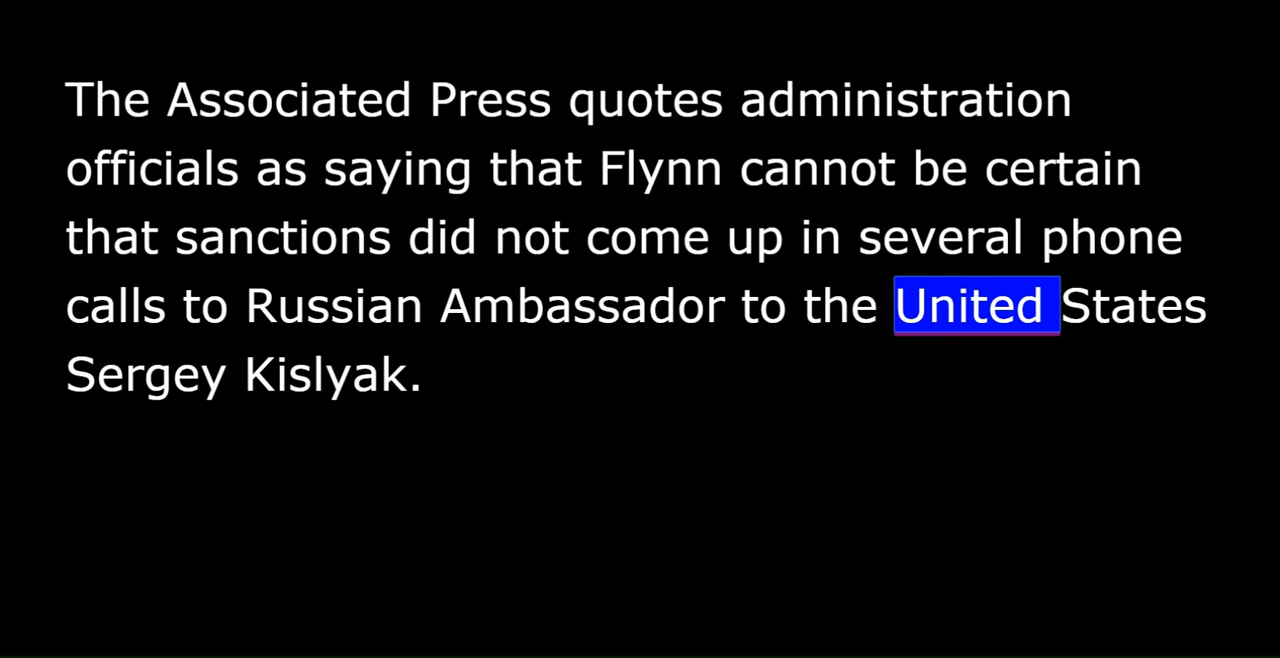 The Associated Press quotes administration
officials as saying that Flynn cannot be certain
that sanctions did not come up in several phone
calls to Russian Ambassador to the United States
Sergey Kislyak.